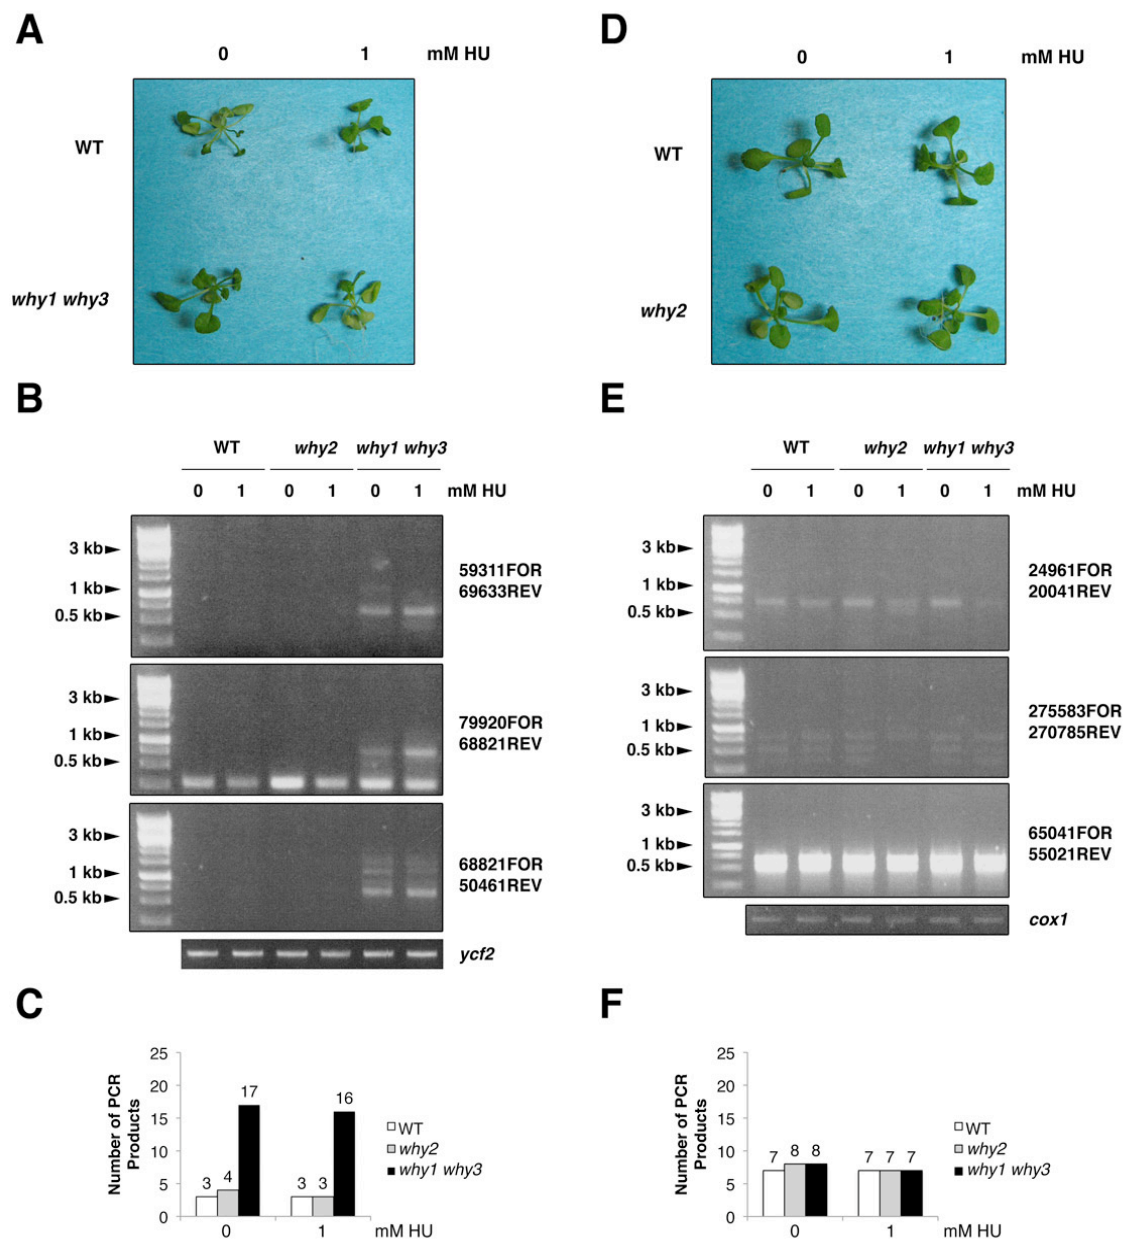 A
0 1 mM HU
WT
why1 why3
D
0 1 mM HU
WT
why2
B
WT why2 why1 why3
0 1 0 1 0 1 mM HU
3 kb
1 kb
0.5 kb
59311FOR
69633REV
3 kb
1 kb
0.5 kb
79920FOR
68821REV
3 kb
1 kb
0.5 kb
68821FOR
50461REV
ycf2
E
WT why2 why1 why3
0 1 0 1 0 1 mM HU
3 kb
1 kb
0.5 kb
24961FOR
20041REV
3 kb
1 kb
0.5 kb
275583FOR
270785REV
3 kb
1 kb
0.5 kb
65041FOR
55021REV
cox1
C
Number of PCR
Products
25
20
15
10
5
0
3 4 17
3 3 16
0 1 mM HU
WT
why2
why1 why3
F
Number of PCR
Products
25
20
15
10
5
0
7 8 8
7 7 7
0 1 mM HU
WT
why2
why1 why3